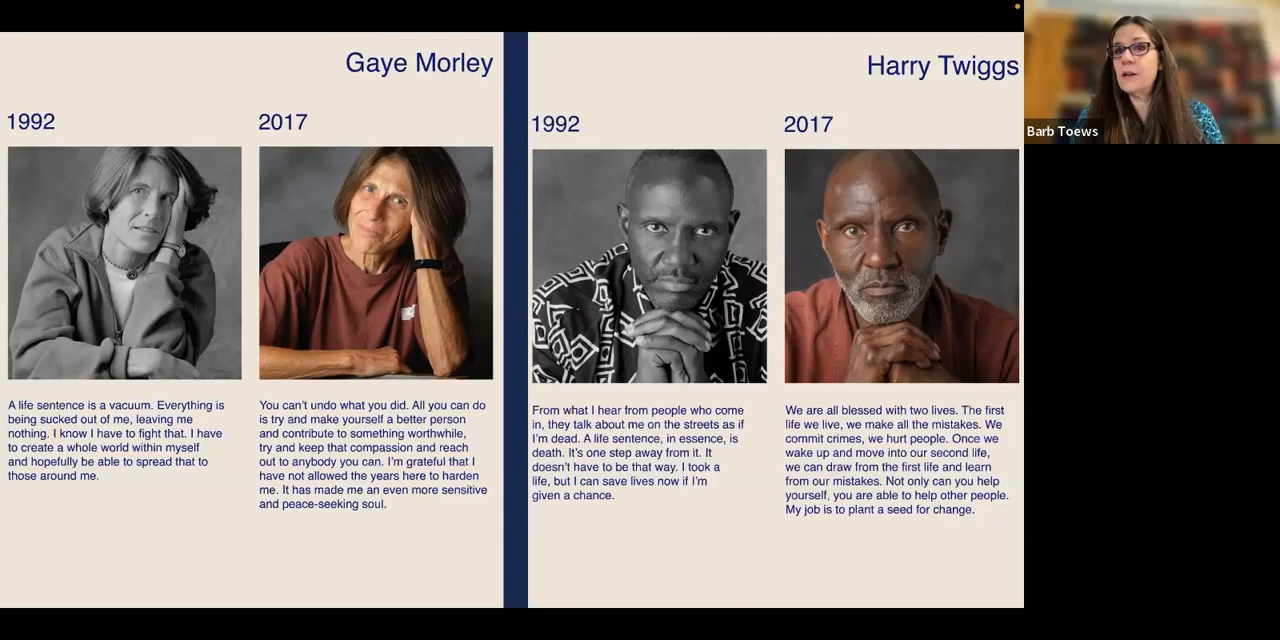 Gaye Morley
1992
2017
A life sentence is a vacuum. Everything is
being sucked out of me, leaving me
nothing. I know I have to fight that. I have
to create a whole world within myself
and hopefully be able to spread that to
those around me.
You can't undo what you did. All you can do
is try and make yourself a better person
and contribute to something worthwhile,
try and keep that compassion and reach
out to anybody you can. I'm grateful that I
have not allowed the years here to harden
me. It has made me an even more sensitive
and peace-seeking soul.
Harry Twiggs
1992
2017
From what I hear from people who come
in, they talk about me on the streets as if
I'm dead. A life sentence, in essence, is
death. It's one step away from it. It
doesn't have to be that way. I took a
life, but I can save lives now if I'm
given a chance.
We are all blessed with two lives. The first
life we live, we make all the mistakes. We
commit crimes, we hurt people. Once we
wake up and move into our second life,
we can draw from the first life and learn
from our mistakes. Not only can you help
yourself, you are able to help other people.
My job is to plant a seed for change.
Barb Toews